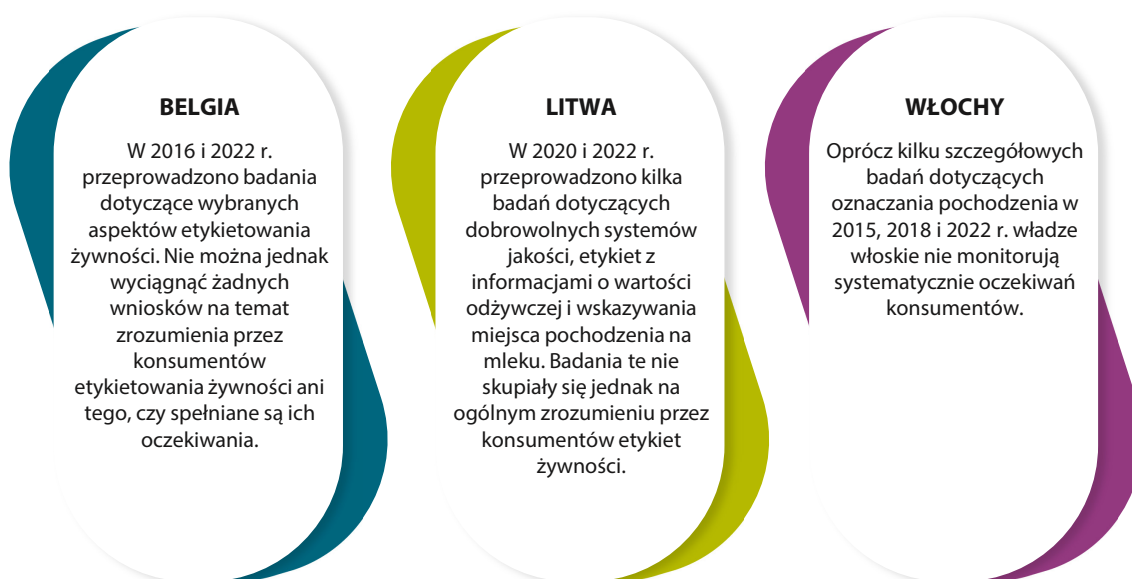 BELGIA
W 2016 i 2022 r.
przeprowadzono badania
dotyczące wybranych
aspektów etykietowania
żywności. Nie można jednak
wyciągnąć żadnych
wniosków na temat
zrozumienia przez
konsumentów
etykietowania żywności ani
tego, czy spełniane są ich
oczekiwania.
LITWA
W 2020 i 2022 r.
przeprowadzono kilka
badań dotyczących
dobrowolnych systemów
jakości, etykiet z
informacjami o wartości
odżywczej i wskazywania
miejsca pochodzenia na
mleku. Badania te nie
skupiały się jednak na
ogólnym zrozumieniu przez
konsumentów etykiet
żywności.
WŁOCHY
Oprócz kilku szczegółowych
badań dotyczących
oznaczania pochodzenia w
2015, 2018 i 2022 r. władze
włoskie nie monitorują
systematycznie oczekiwań
konsumentów.